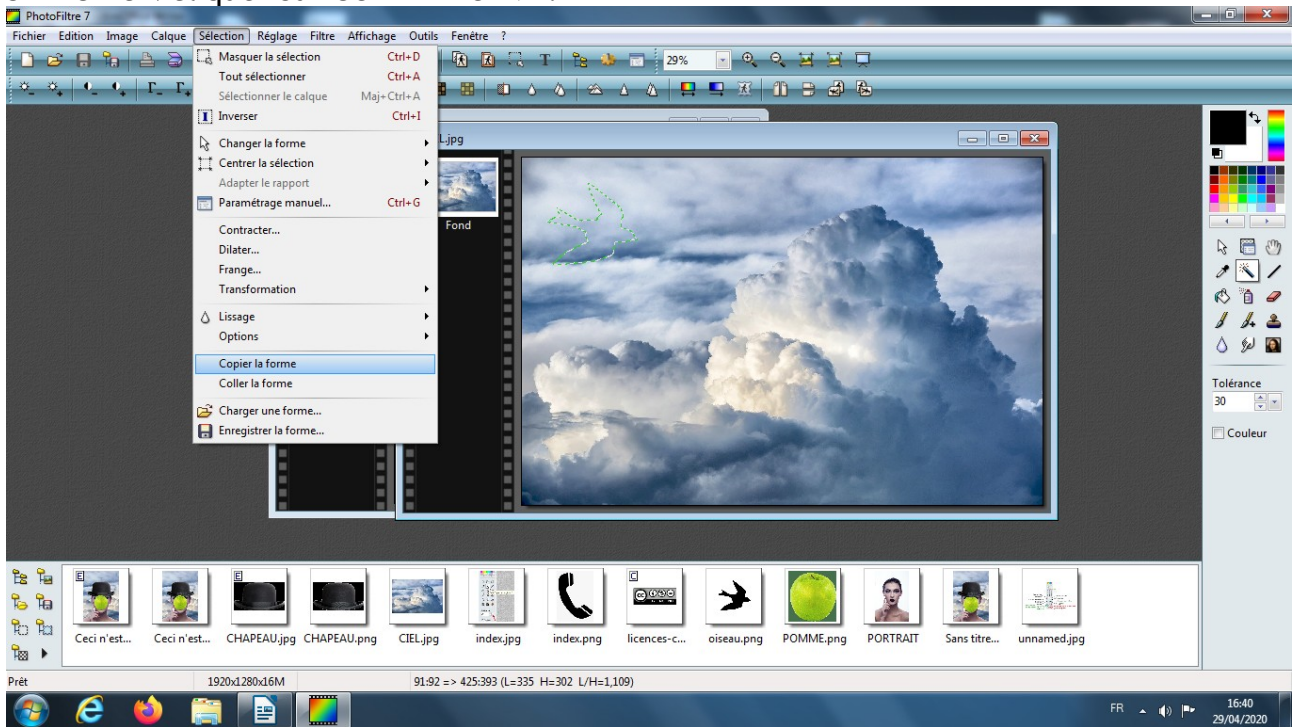 PhotoFiltre 7
Fichier Edition Image Calque Sélection Réglage Filtre Affichage Outils Fenêtre ?
Masquer la sélection Ctrl+D
Tout sélectionner Ctrl+A
Sélectionner le calque Maj+Ctrl+A
Inverser Ctrl+I
Changer la forme
Centrer la sélection
Adapter le rapport
Paramétrage manuel... Ctrl+G
Contracter...
Dilater...
Frange...
Transformation
Lissage
Options
Copier la forme
Coller la forme
Charger une forme...
Enregistrer la forme...
29%
L.jpg
Fond
Tolérance
30
Couleur
Ceci n'est... Ceci n'est... CHAPEAU.jpg CHAPEAU.png CIEL.jpg index.jpg index.png licences-c... oiseau.png POMME.png PORTRAIT Sans titre... unnamed.jpg
Prêt 1920x1280x16M 91:92 => 425:393 (L=335 H=302 L/H=1,109)
FR 16:40
29/04/2020